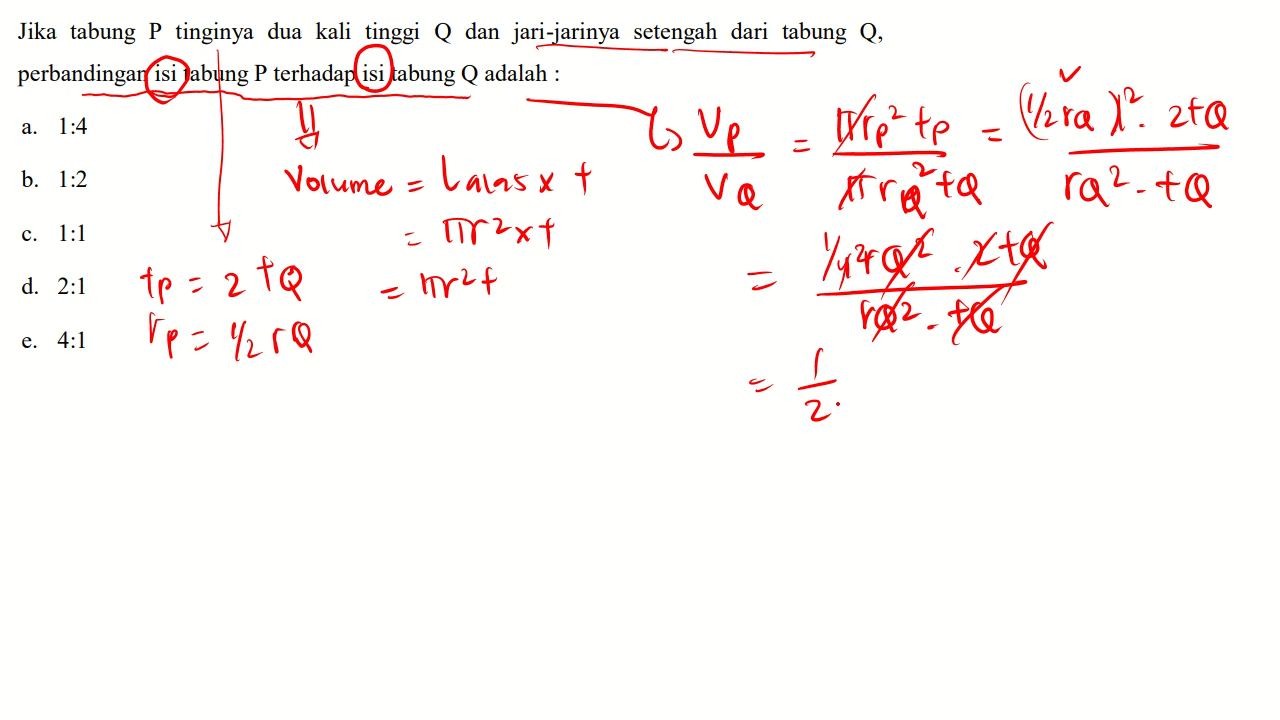 Jika tabung P tinginya dua kali tinggi Q dan jari-jarinya setengah dari tabung Q,
perbandingan isi tabung P terhadap isi tabung Q adalah :
a. 1:4
b. 1:2
c. 1:1
d. 2:1
e. 4:1
Volume = Lalas x t
= πr² x t
= πr²t
tp = 2 tQ
rp = 1/2 rQ
Vp / VQ = πrp² tp / πrQ² tQ = (1/2 rQ)² . 2tQ / rQ² . tQ
= 1/4 rQ² . 2 tQ / rQ² . tQ
= 1/2